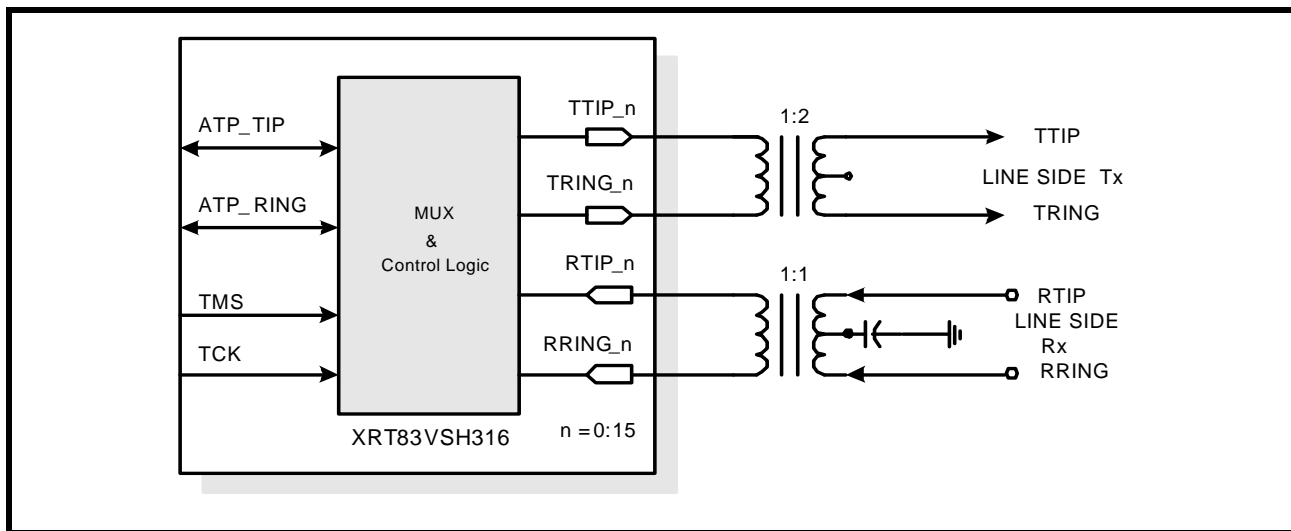 ATP_TIP
ATP_RING
TMS
TCK
MUX
&
Control Logic
TTIP_n
TRING_n
RTIP_n
RRING_n
XRT83VSH316
n = 0:15
1:2
TTIP
LINE SIDE Tx
TRING
1:1
RTIP
LINE SIDE
Rx
RRING